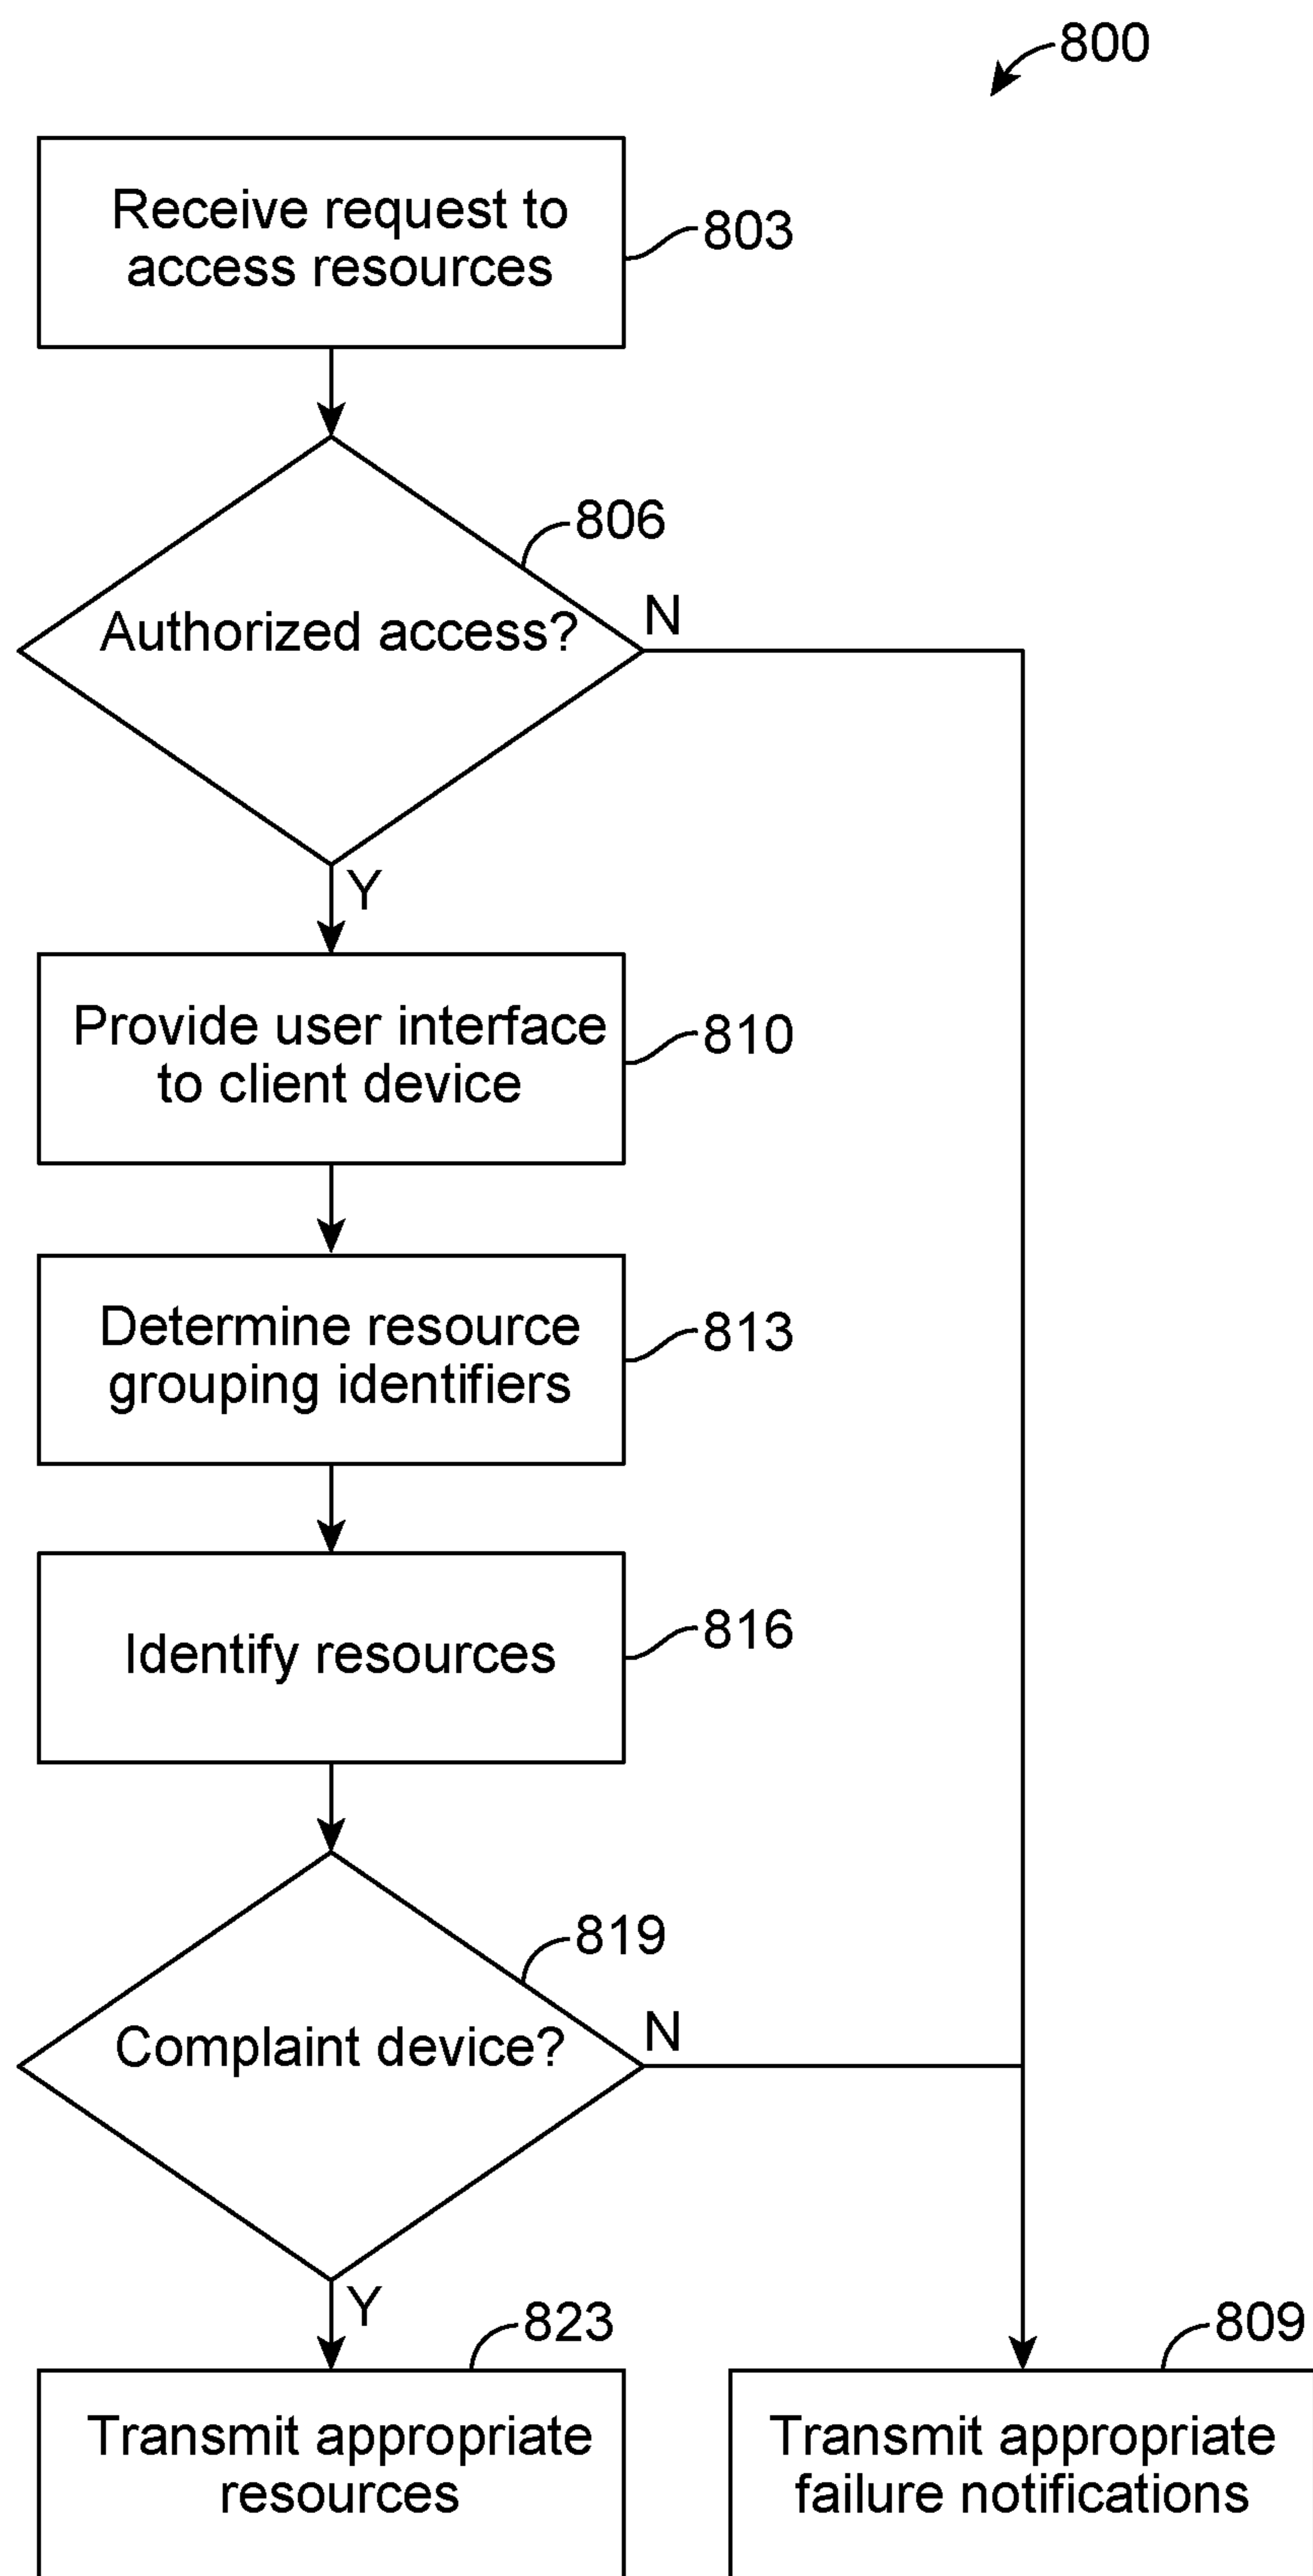 800
Receive request to
access resources
803
806
Authorized access?
N
Y
Provide user interface
to client device
810
Determine resource
grouping identifiers
813
Identify resources
816
819
Complaint device?
N
Y
823
Transmit appropriate
resources
809
Transmit appropriate
failure notifications